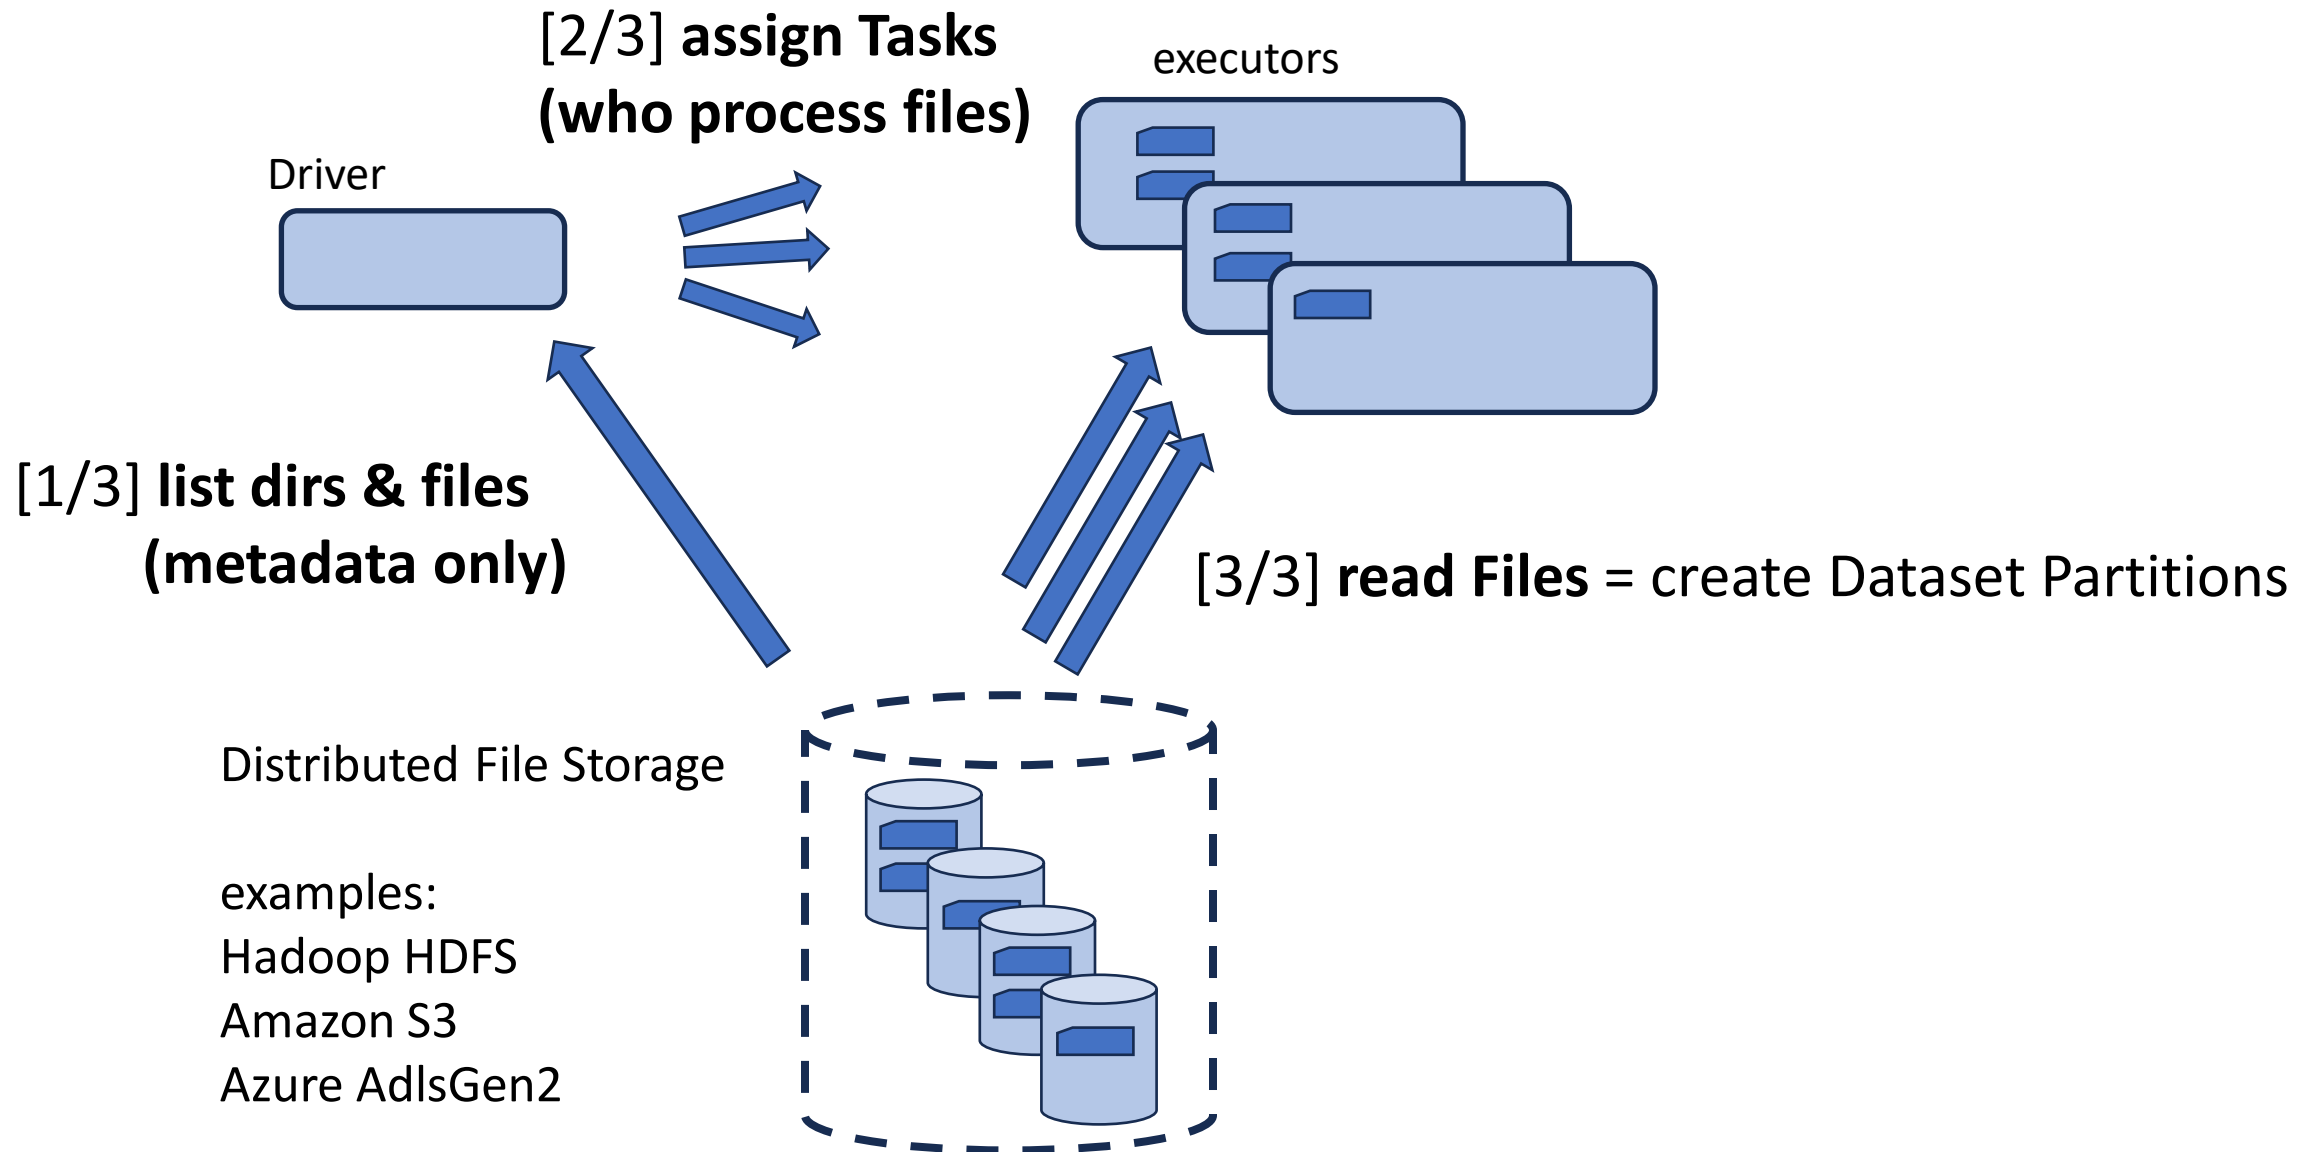 [2/3] assign Tasks
(who process files)
executors
Driver
[1/3] list dirs & files
(metadata only)
[3/3] read Files = create Dataset Partitions
Distributed File Storage
examples:
Hadoop HDFS
Amazon S3
Azure AdlsGen2